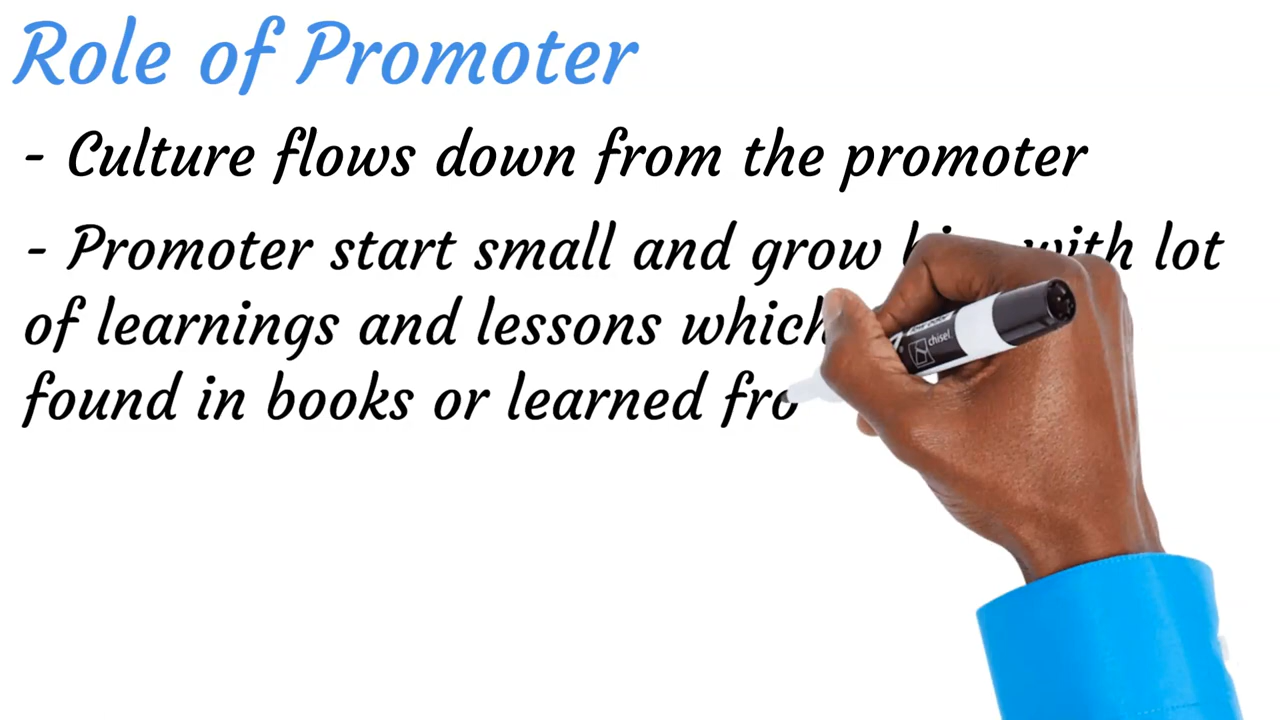 Role of Promoter
- Culture flows down from the promoter
- Promoter start small and grow with lot
of learnings and lessons which
found in books or learned fro
chisel